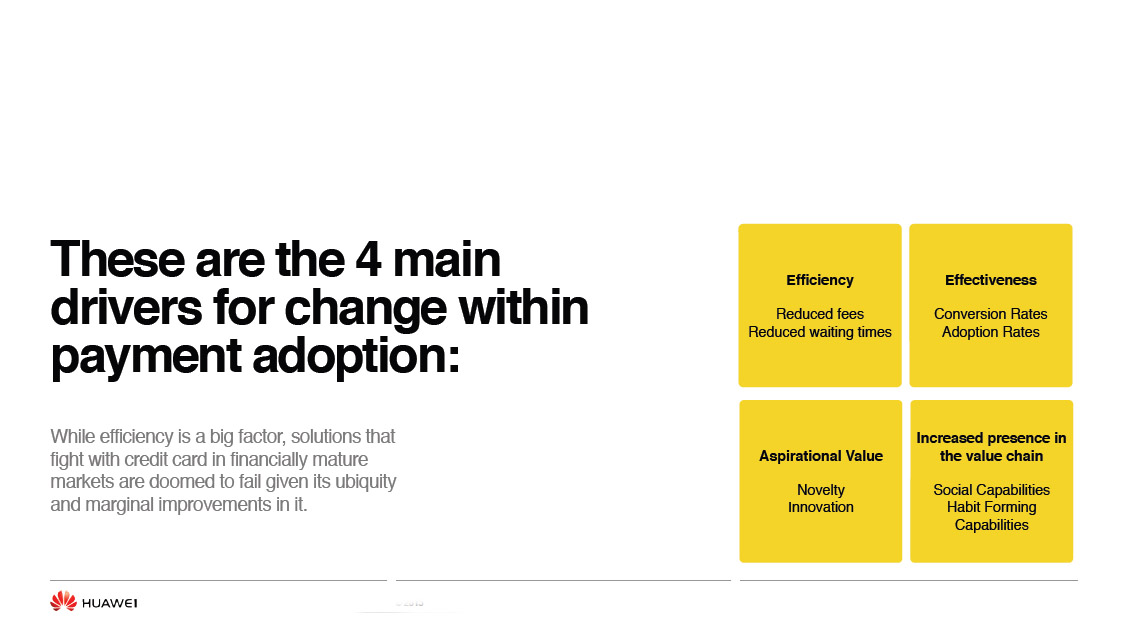 These are the 4 main
drivers for change within
payment adoption:
While efficiency is a big factor, solutions that
fight with credit card in financially mature
markets are doomed to fail given its ubiquity
and marginal improvements in it.
Efficiency
Reduced fees
Reduced waiting times
Effectiveness
Conversion Rates
Adoption Rates
Aspirational Value
Novelty
Innovation
Increased presence in
the value chain
Social Capabilities
Habit Forming
Capabilities
HUAWEI